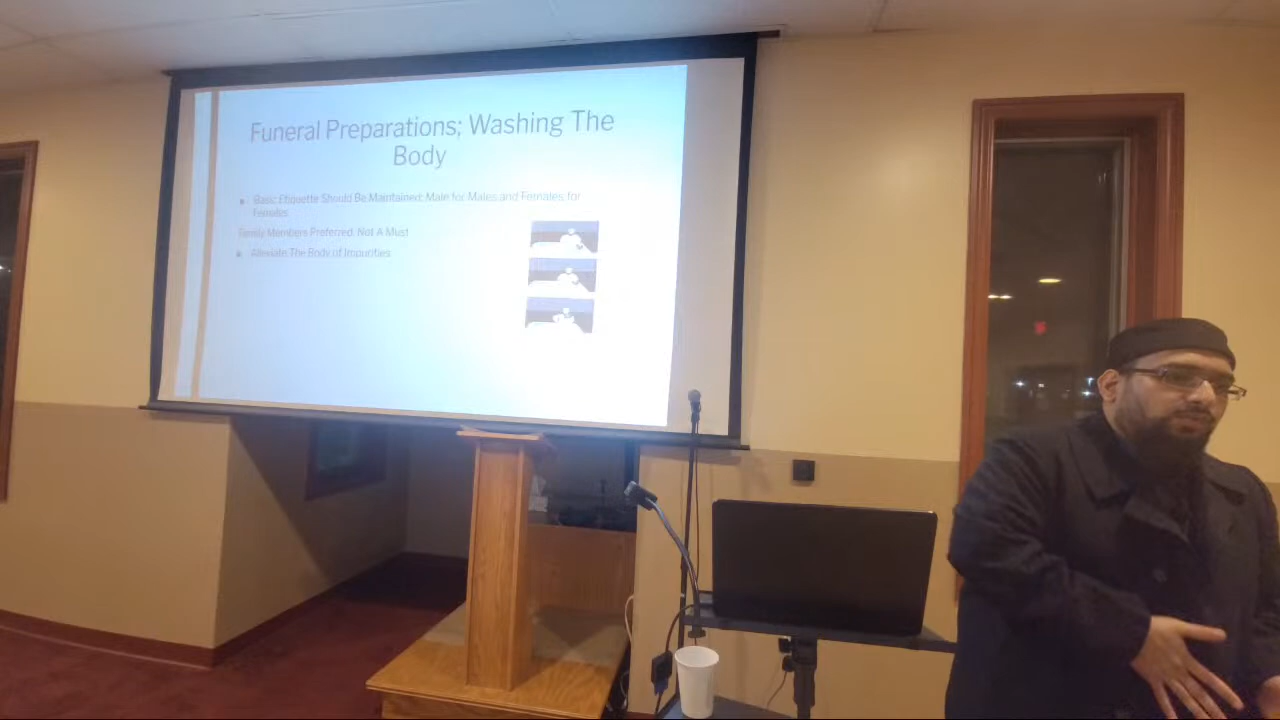 Funeral Preparations; Washing The
Body
Basic Etiquette Should Be Maintained: Male for Males and Females for
Females.
Family Members Preferred. Not A Must
Alleviate The Body of Impurities